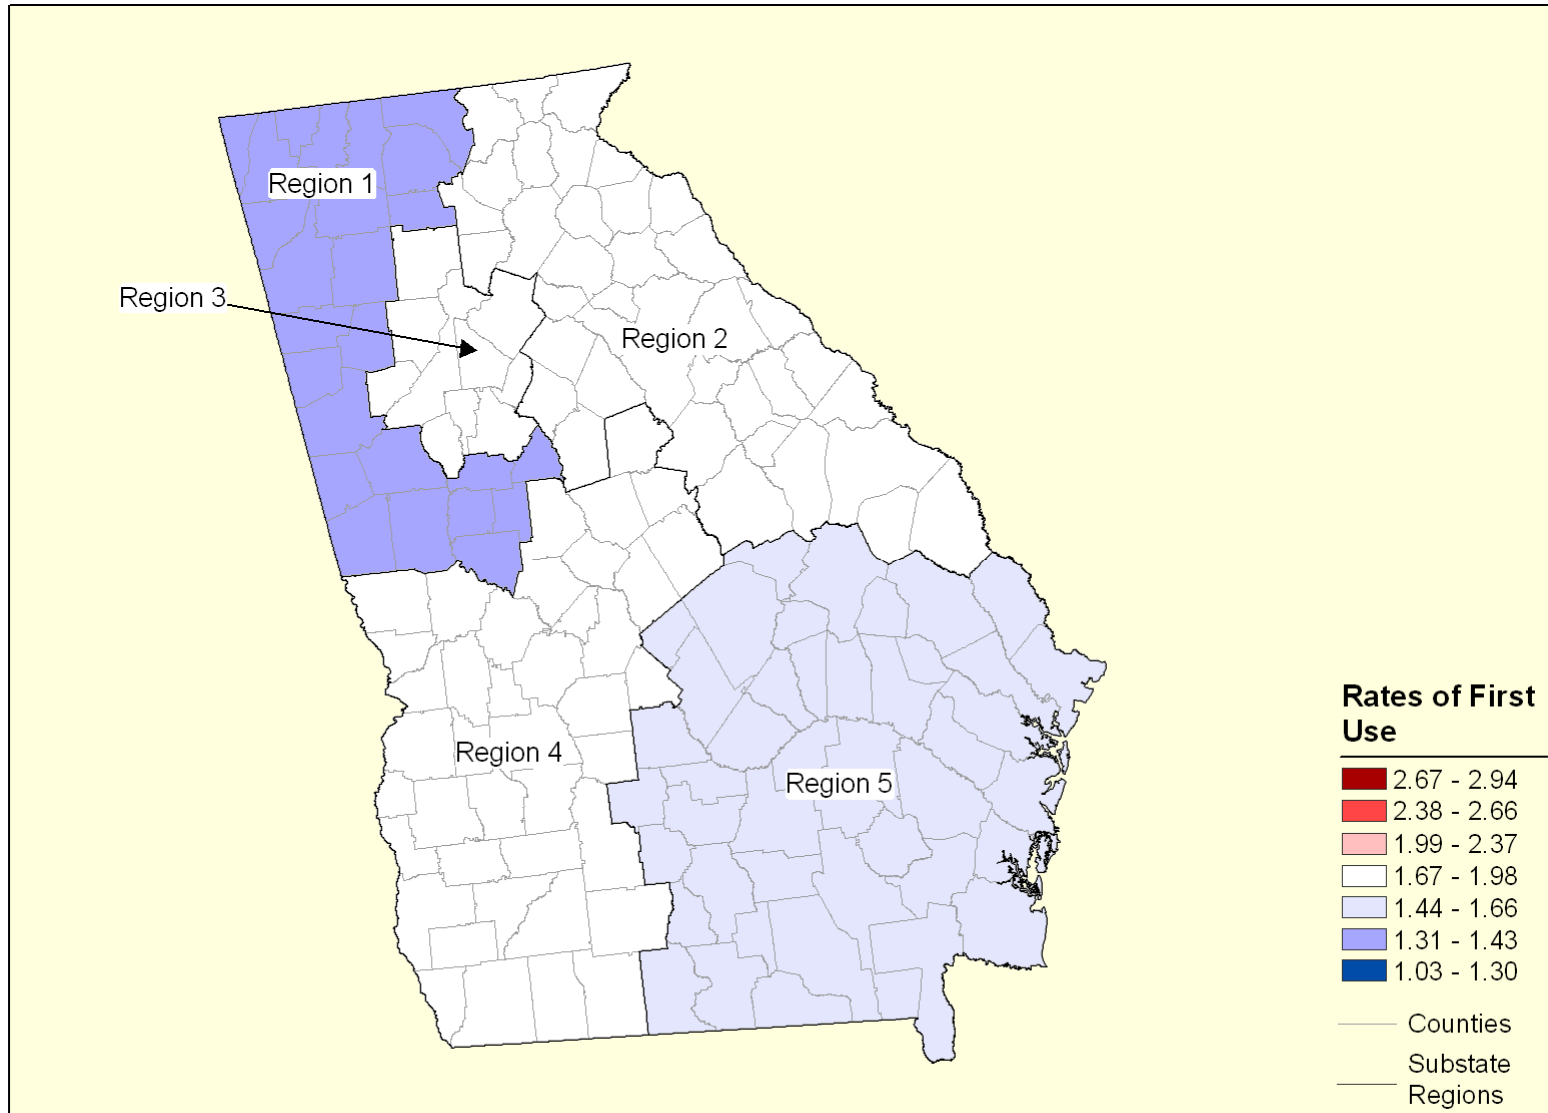 Region 1
Region 3
Region 2
Region 4
Region 5
Rates of First
Use
2.67 - 2.94
2.38 - 2.66
1.99 - 2.37
1.67 - 1.98
1.44 - 1.66
1.31 - 1.43
1.03 - 1.30
Counties
Substate
Regions